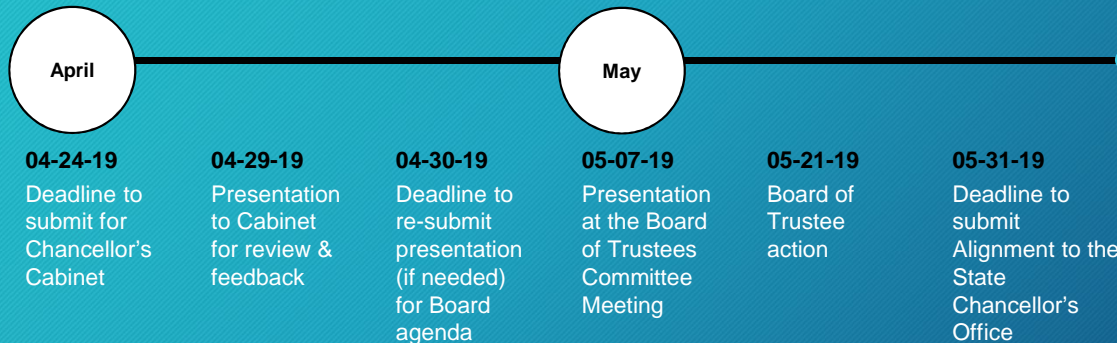 April
May
04-24-19
Deadline to
submit for
Chancellor's
Cabinet
04-29-19
Presentation
to Cabinet
for review &
feedback
04-30-19
Deadline to
re-submit
presentation
(if needed)
for Board
agenda
05-07-19
Presentation
at the Board
of Trustees
Committee
Meeting
05-21-19
Board of
Trustee
action
05-31-19
Deadline to
submit
Alignment to the
State
Chancellor's
Office